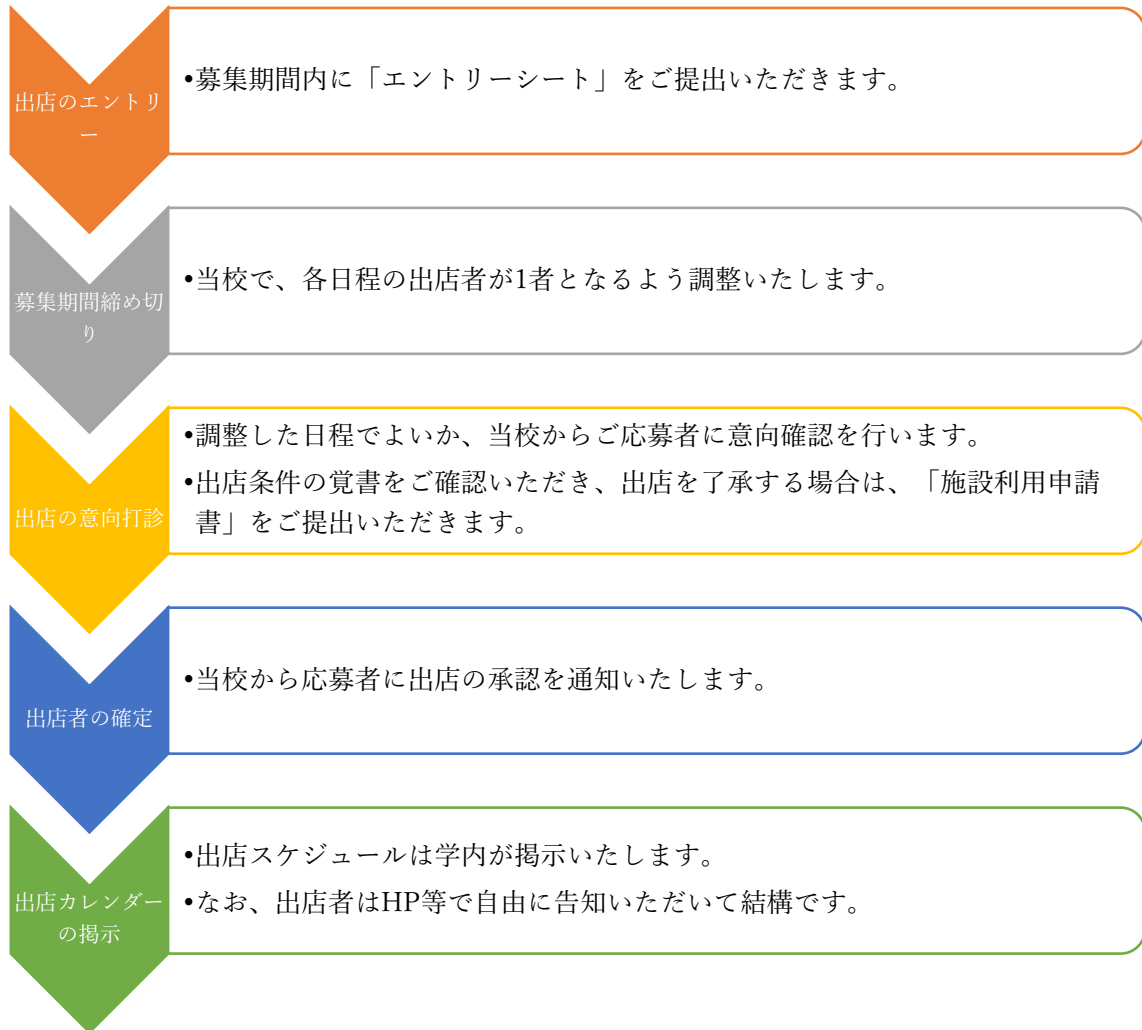 出店のエントリ
ー
•募集期間内に「エントリーシート」をご提出いただきます。
募集期間締め切
り
•当校で、各日程の出店者が1者となるよう調整いたします。
出店の意向打診
•調整した日程でよいか、当校からご応募者に意向確認を行います。
•出店条件の覚書をご確認いただき、出店を了承する場合は、「施設利用申請
書」をご提出いただきます。
出店者の確定
•当校から応募者に出店の承認を通知いたします。
出店カレンダー
の掲示
•出店スケジュールは学内が掲示いたします。
•なお、出店者はHP等で自由に告知いただいて結構です。